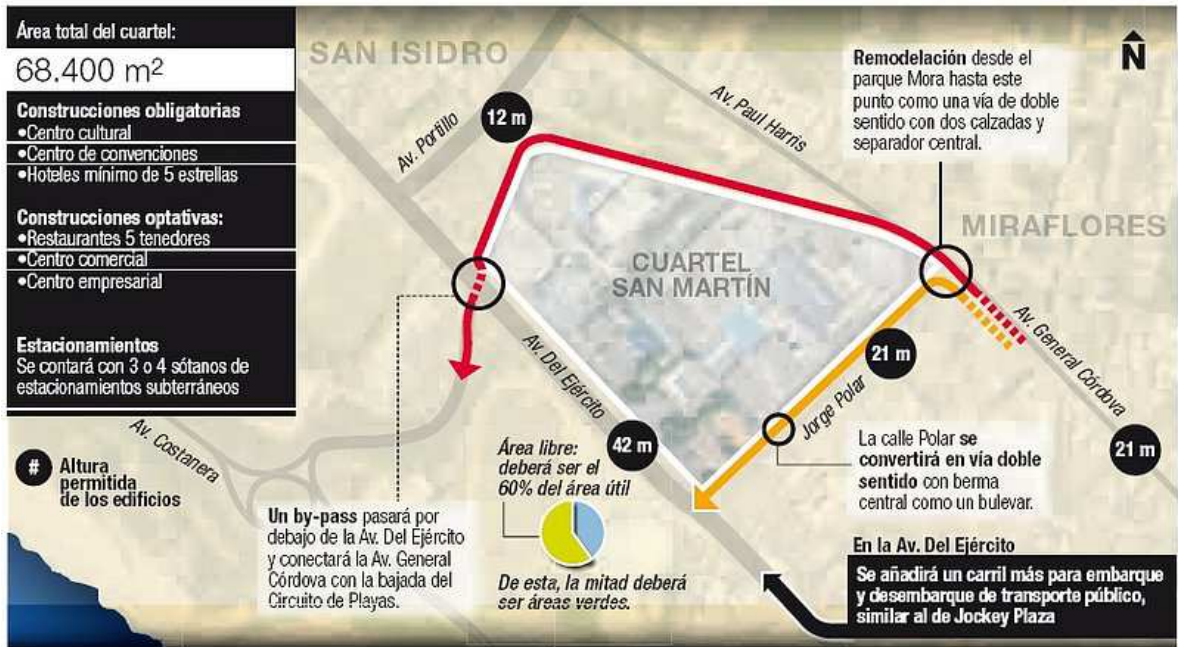 Área total del cuartel:
68.400 m²
Construcciones obligatorias
•Centro cultural
•Centro de convenciones
•Hoteles mínimo de 5 estrellas
Construcciones optativas:
•Restaurantes 5 tenedores
•Centro comercial
•Centro empresarial
Estacionamientos
Se contará con 3 o 4 sótanos de
estacionamientos subterráneos
# Altura
permitida
de los edificios
SAN ISIDRO
Av. Portillo
12 m
Av. Paul Harris
Remodelación desde el
parque Mora hasta este
punto como una vía de doble
sentido con dos calzadas y
separador central.
N
MIRAFLORES
CUARTEL
SAN MARTÍN
Av. Del Ejército
42 m
21 m
Jorge Polar
Av. General Córdova
21 m
Av. Costanera
Un by-pass pasará por
debajo de la Av. Del Ejército
y conectará la Av. General
Córdova con la bajada del
Circuito de Playas.
Área libre:
deberá ser el
60% del área útil
De esta, la mitad deberá
ser áreas verdes.
La calle Polar se
convertirá en vía doble
sentido con berma
central como un bulevar.
En la Av. Del Ejército
Se añadirá un carril más para embarque
y desembarque de transporte público,
similar al de Jockey Plaza